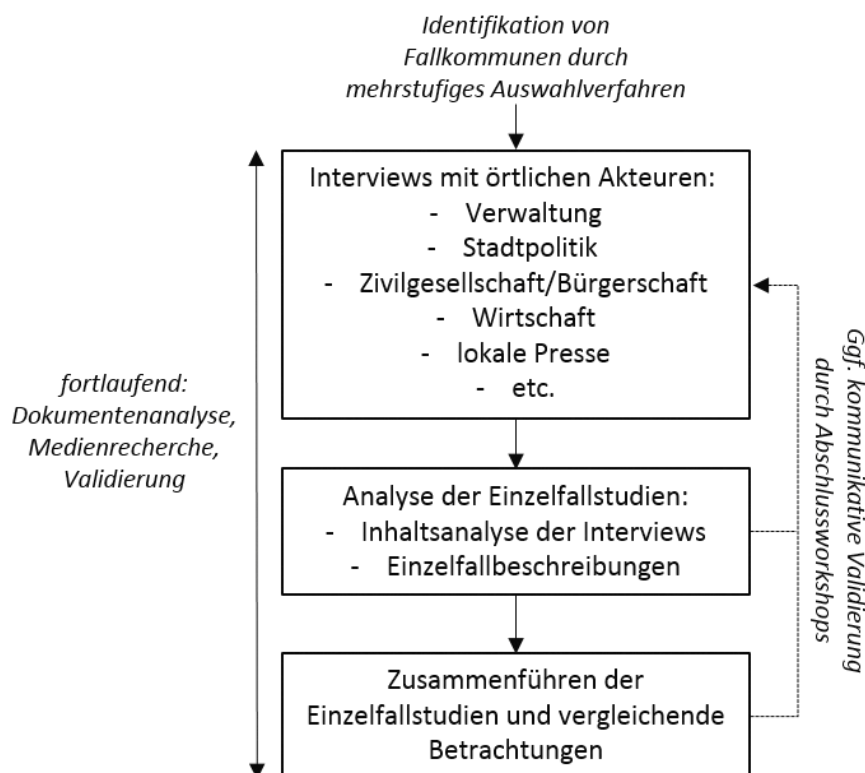 Identifikation von
Fallkommunen durch
mehrstufiges Auswahlverfahren
Interviews mit örtlichen Akteuren:
- Verwaltung
- Stadtpolitik
- Zivilgesellschaft/Bürgerschaft
- Wirtschaft
- lokale Presse
- etc.
fortlaufend:
Dokumentenanalyse,
Medienrecherche,
Validierung
Ggf. kommunikative Validierung
durch Abschlussworkshops
Analyse der Einzelfallstudien:
- Inhaltsanalyse der Interviews
- Einzelfallbeschreibungen
Zusammenführen der
Einzelfallstudien und vergleichende
Betrachtungen